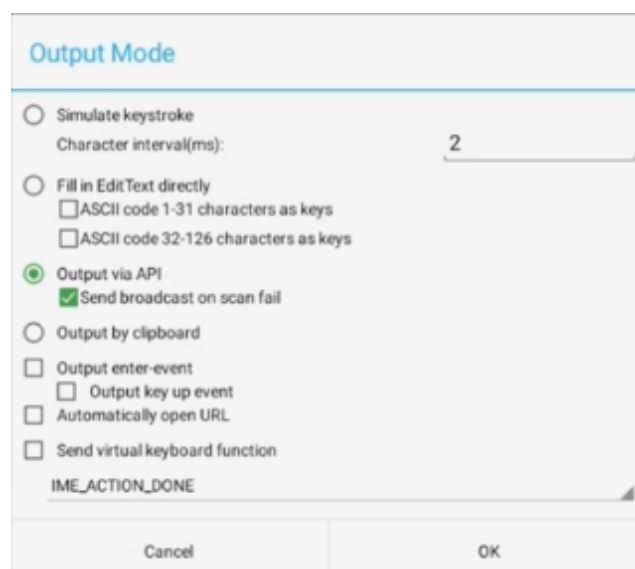 Output Mode
Simulate keystroke
Character interval(ms): 2
Fill in EditText directly
ASCII code 1-31 characters as keys
ASCII code 32-126 characters as keys
Output via API
Send broadcast on scan fail
Output by clipboard
Output enter-event
Output key up event
Automatically open URL
Send virtual keyboard function
IME_ACTION_DONE
Cancel OK